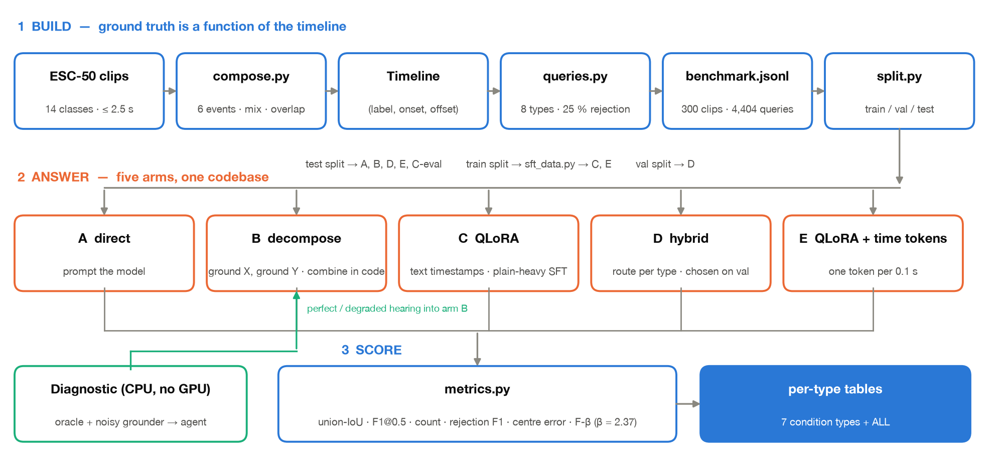 1 BUILD — ground truth is a function of the timeline
ESC-50 clips
14 classes · ≤ 2.5 s
compose.py
6 events · mix · overlap
Timeline
(label, onset, offset)
queries.py
8 types · 25 % rejection
benchmark.jsonl
300 clips · 4,404 queries
split.py
train / val / test
test split → A, B, D, E, C-eval
train split → sft_data.py → C, E
val split → D
2 ANSWER — five arms, one codebase
A direct
prompt the model
B decompose
ground X, ground Y · combine in code
C QLoRA
text timestamps · plain-heavy SFT
D hybrid
route per type · chosen on val
E QLoRA + time tokens
one token per 0.1 s
perfect / degraded hearing into arm B
3 SCORE
Diagnostic (CPU, no GPU)
oracle + noisy grounder → agent
metrics.py
union-IoU · F1@0.5 · count · rejection F1 · centre error · F-β (β = 2.37)
per-type tables
7 condition types + ALL